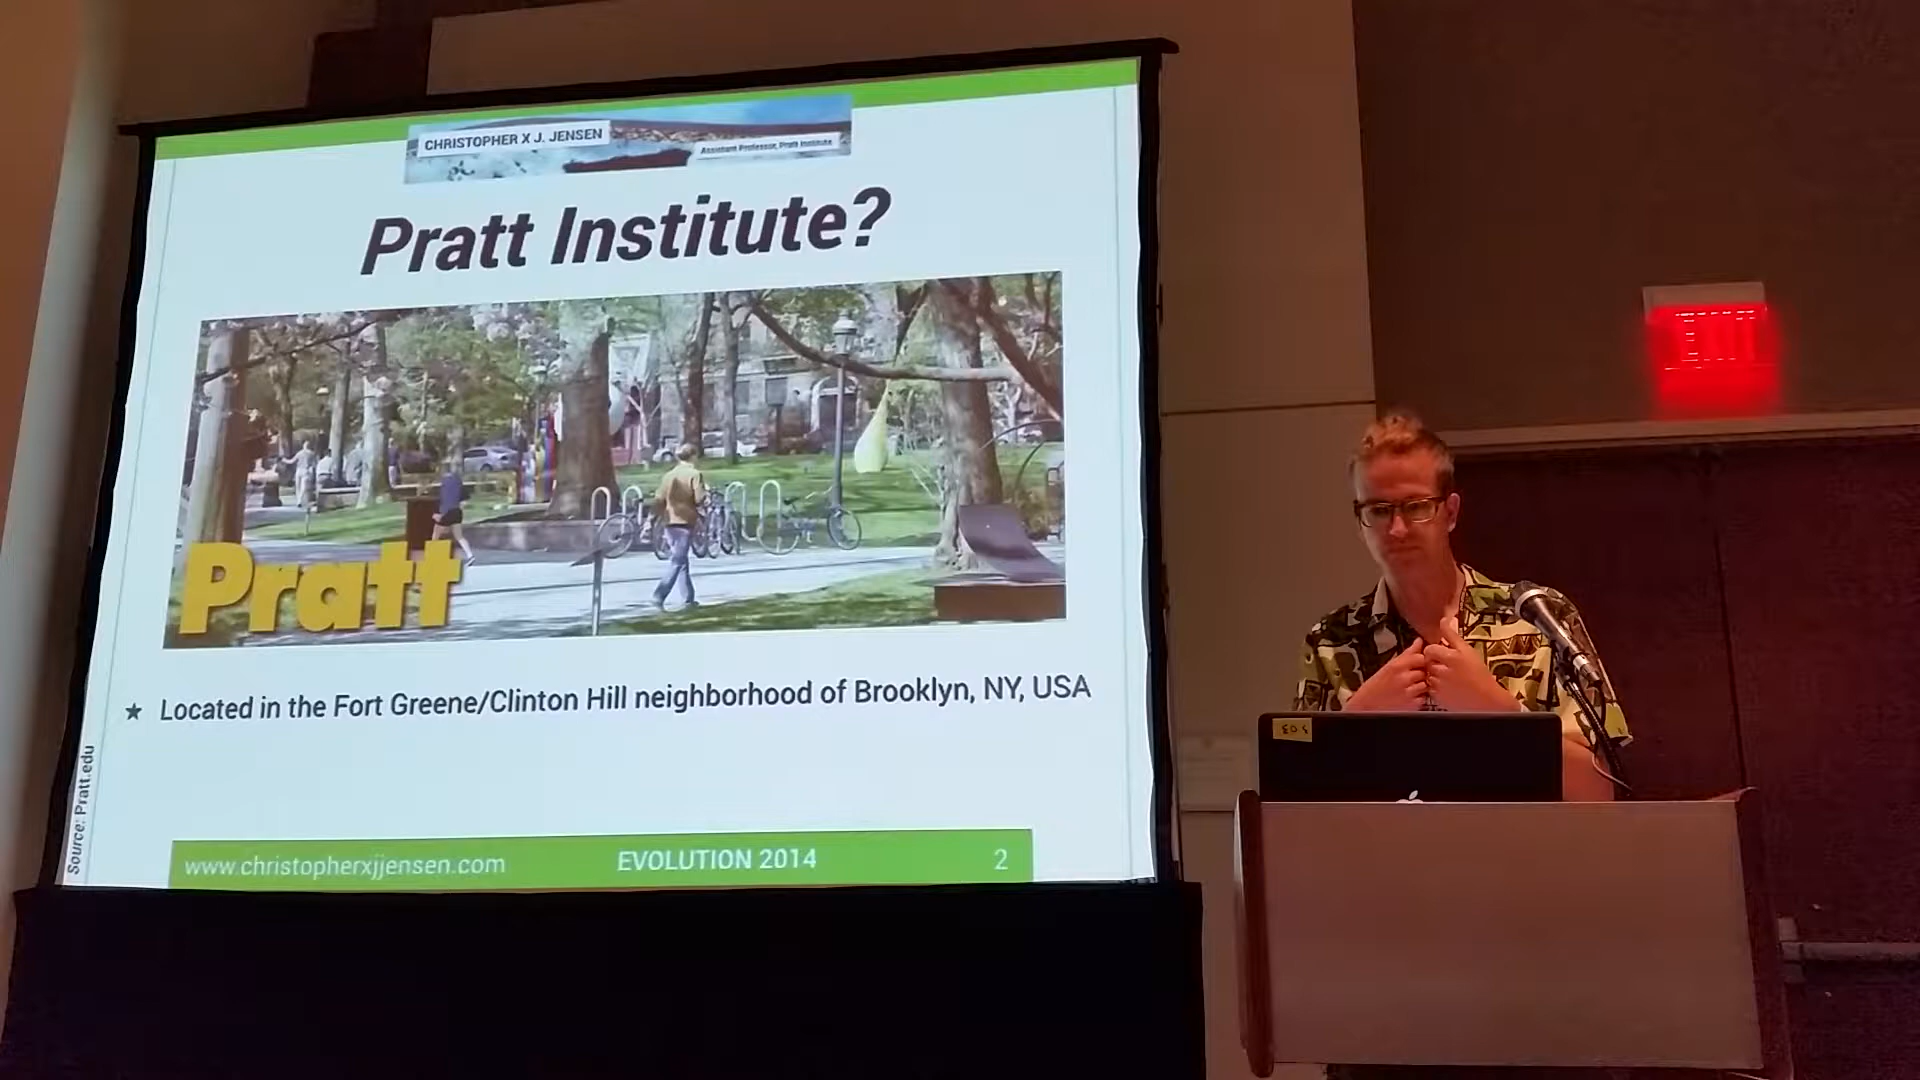 CHRISTOPHER X J. JENSEN
Assistant Professor, Pratt Institute
Pratt Institute?
Pratt
★ Located in the Fort Greene/Clinton Hill neighborhood of Brooklyn, NY, USA
Source: Pratt.edu
www.christopherxjjensen.com
EVOLUTION 2014
2
EXIT